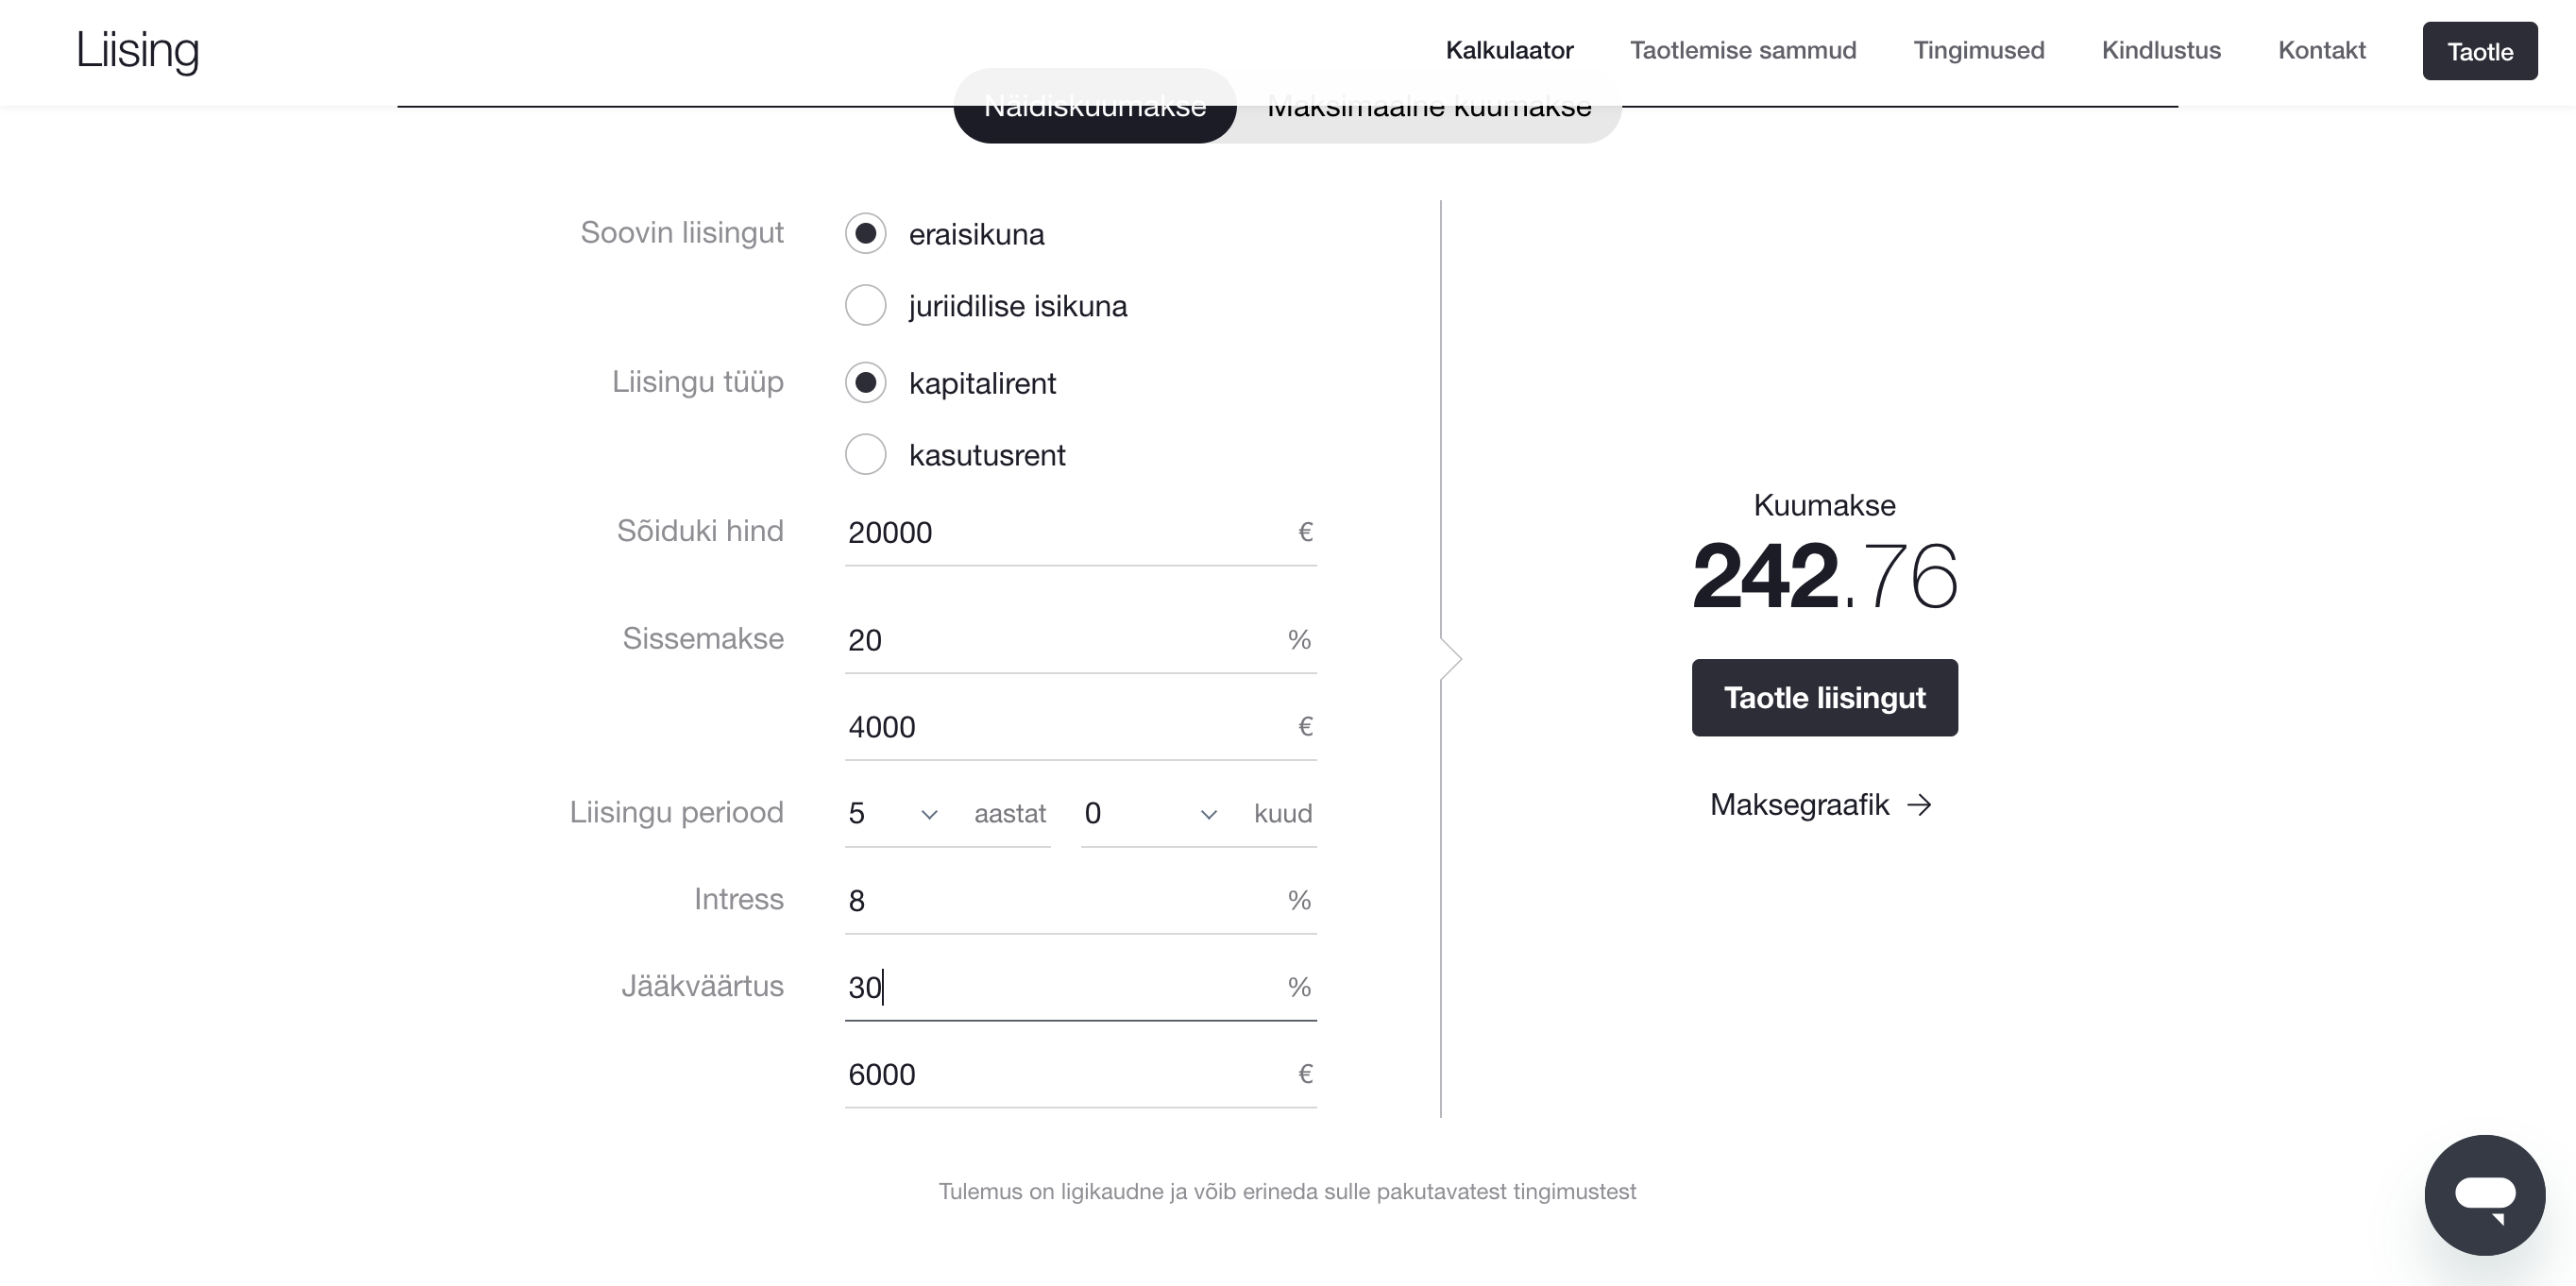 Liising
Kalkulaator
Taotlemise sammud
Tingimused
Kindlustus
Kontakt
Taotle
Näidiskuumakse
Maksimaalne kuumakse
Soovin liisingut
eraisikuna
juriidilise isikuna
Liisingu tüüp
kapitalirent
kasutusrent
Sõiduki hind
20000 €
Sissemakse
20 %
4000 €
Liisingu periood
5 aastat 0 kuud
Intress
8 %
Jääkväärtus
30 %
6000 €
Kuumakse
242.76
Taotle liisingut
Maksegraafik →
Tulemus on ligikaudne ja võib erineda sulle pakutavatest tingimustest